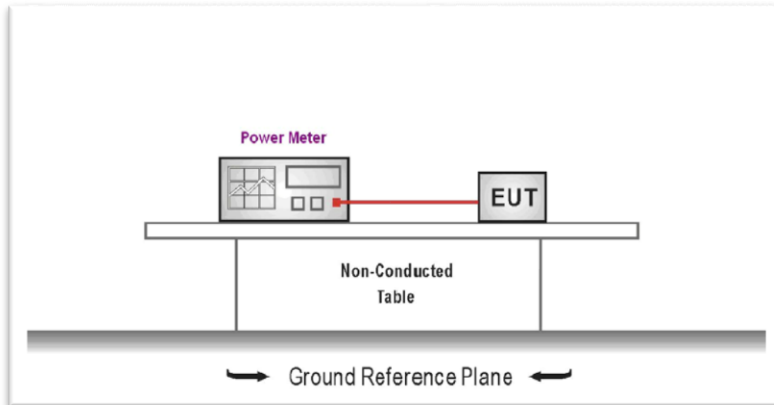 Power Meter
EUT
Non-Conducted
Table
Ground Reference Plane